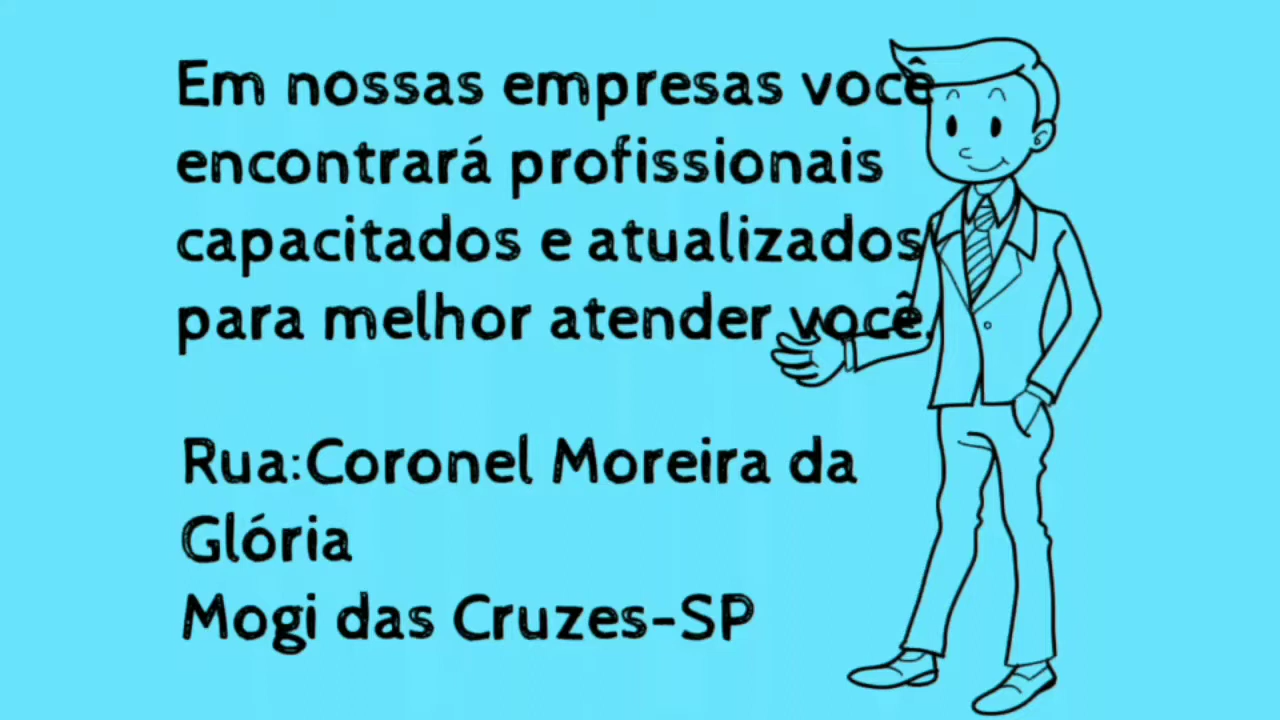 Em nossas empresas você
encontrará profissionais
capacitados e atualizados
para melhor atender você.
Rua:Coronel Moreira da
Glória
Mogi das Cruzes-SP